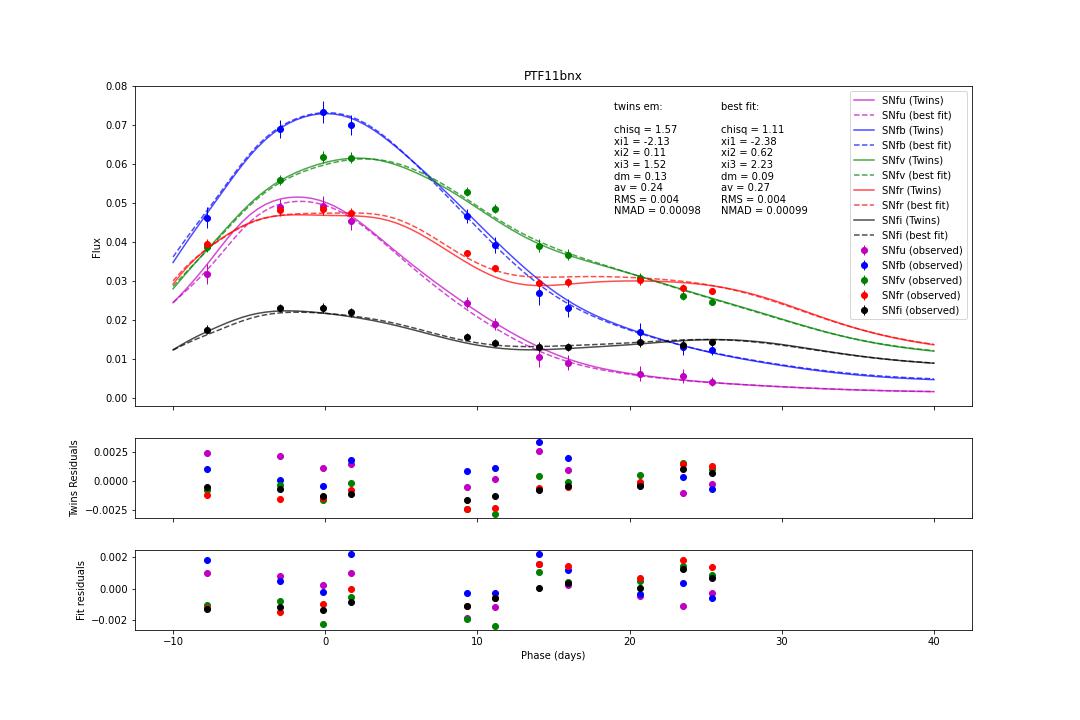 PTF11bnx
0.08
0.07
0.06
0.05
0.04
0.03
0.02
0.01
0.00
Flux
twins em:
chisq = 1.57
xi1 = -2.13
xi2 = 0.11
xi3 = 1.52
dm = 0.13
av = 0.24
RMS = 0.004
NMAD = 0.00098
best fit:
chisq = 1.11
xi1 = -2.38
xi2 = 0.62
xi3 = 2.23
dm = 0.09
av = 0.27
RMS = 0.004
NMAD = 0.00099
SNfu (Twins)
SNfu (best fit)
SNfb (Twins)
SNfb (best fit)
SNfv (Twins)
SNfv (best fit)
SNfr (Twins)
SNfr (best fit)
SNfi (Twins)
SNfi (best fit)
SNfu (observed)
SNfb (observed)
SNfv (observed)
SNfr (observed)
SNfi (observed)
0.0025
0.0000
−0.0025
Twins Residuals
0.002
0.000
−0.002
Fit residuals
−10
0
10
20
30
40
Phase (days)